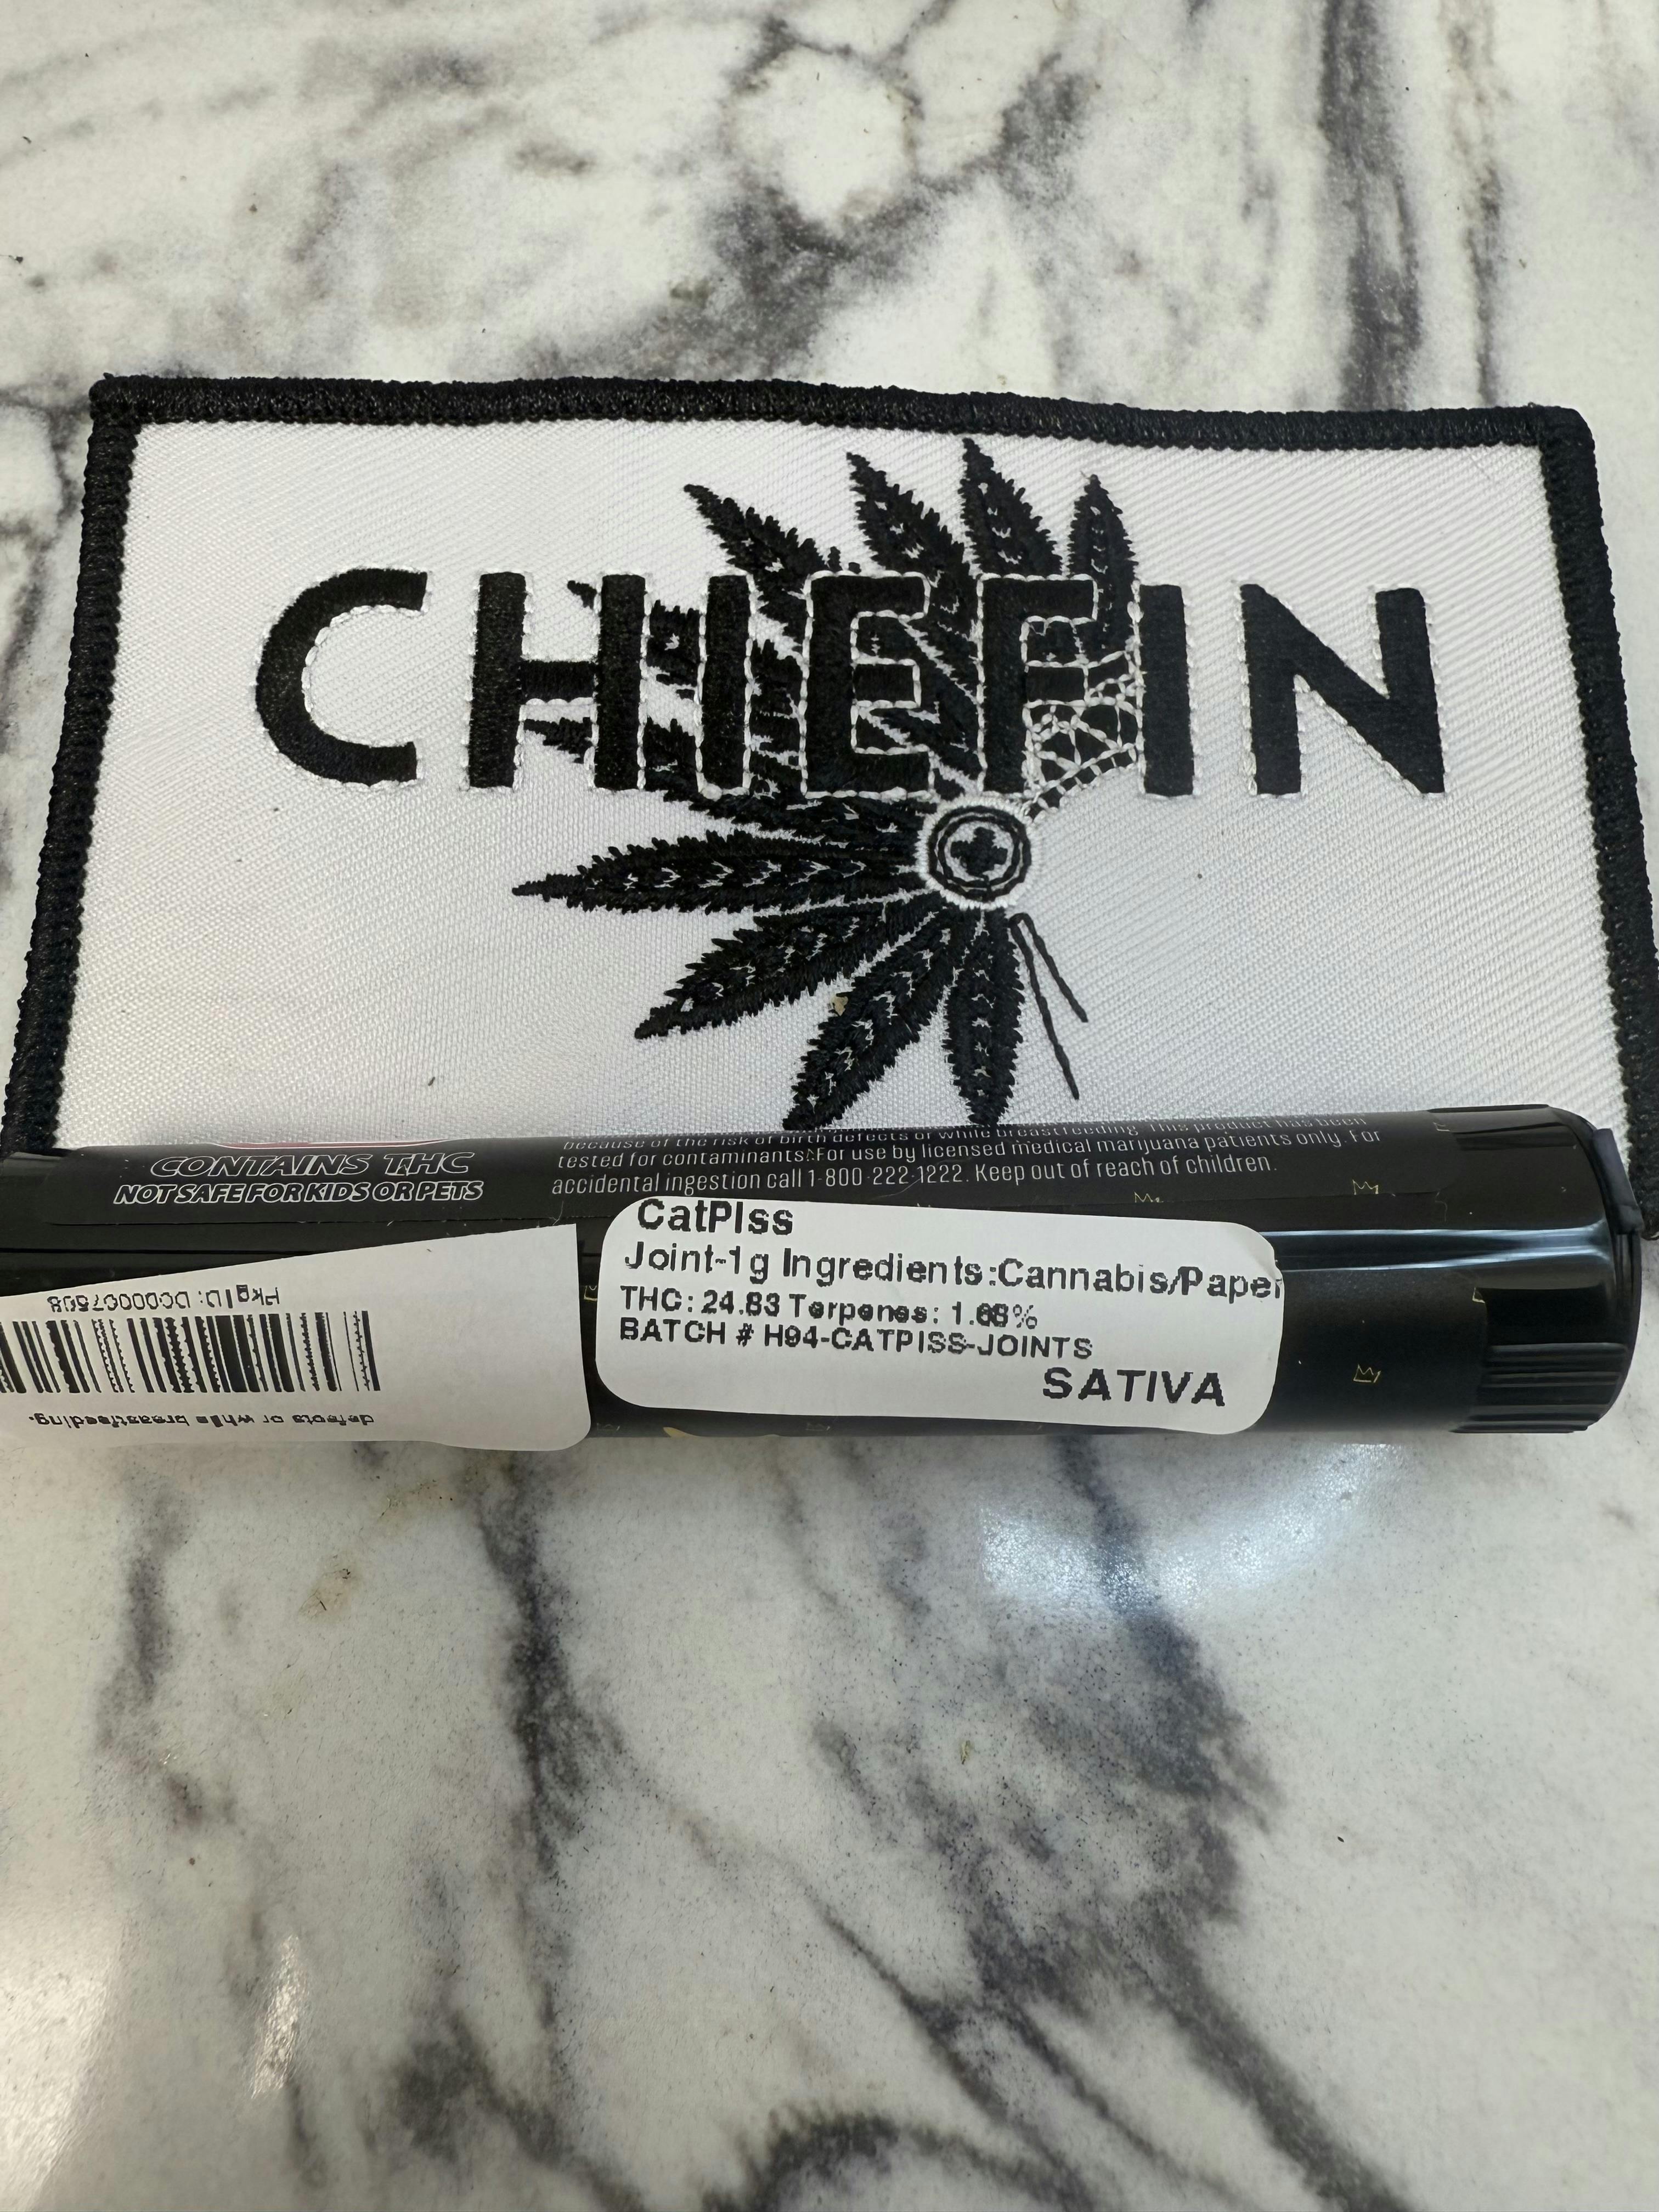 CHIEFIN
CONTAINS THC
NOT SAFE FOR KIDS OR PETS
because of the risk of birth defects or while breastfeeding. This product has been
tested for contaminants. For use by licensed medical marijuana patients only. For
accidental ingestion call 1-800-222-1222. Keep out of reach of children.
CatPIss
Joint-1g Ingredients:Cannabis/Paper
THC: 24.83 Terpenes:
BATCH # H94-CATPISS-JOINTS
SATIVA
defects or while breastfeeding.
Pkg ID: